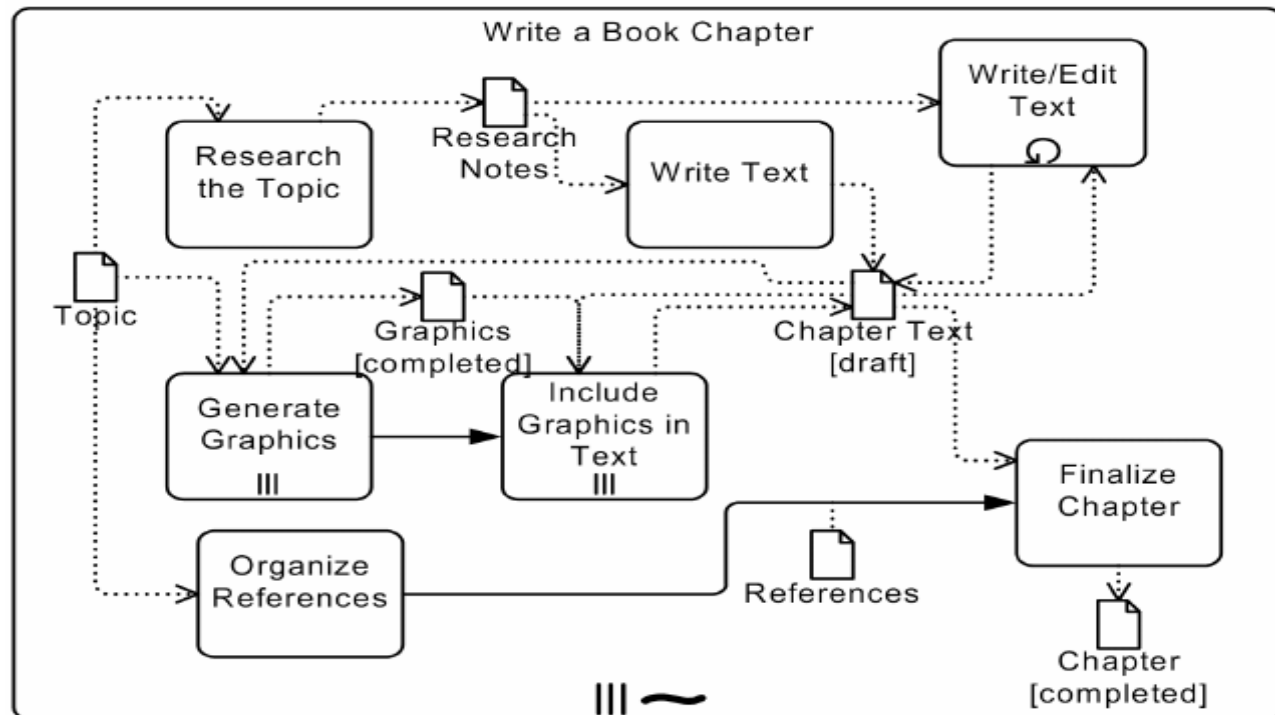 Write a Book Chapter
Write/Edit
Text
Research
Notes
Research
the Topic
Write Text
Topic
Graphics
[completed]
Chapter Text
[draft]
Generate
Graphics
Include
Graphics in
Text
Finalize
Chapter
Organize
References
References
Chapter
[completed]